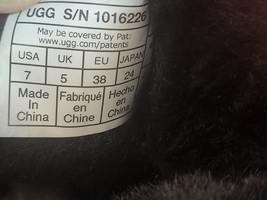 UGG S/N 1016226
May be covered by Pat:
www.ugg.com/patents
USA UK EU JAPAN
7 5 38 24
Made Fabriqué Hecho
In en en
China Chine China